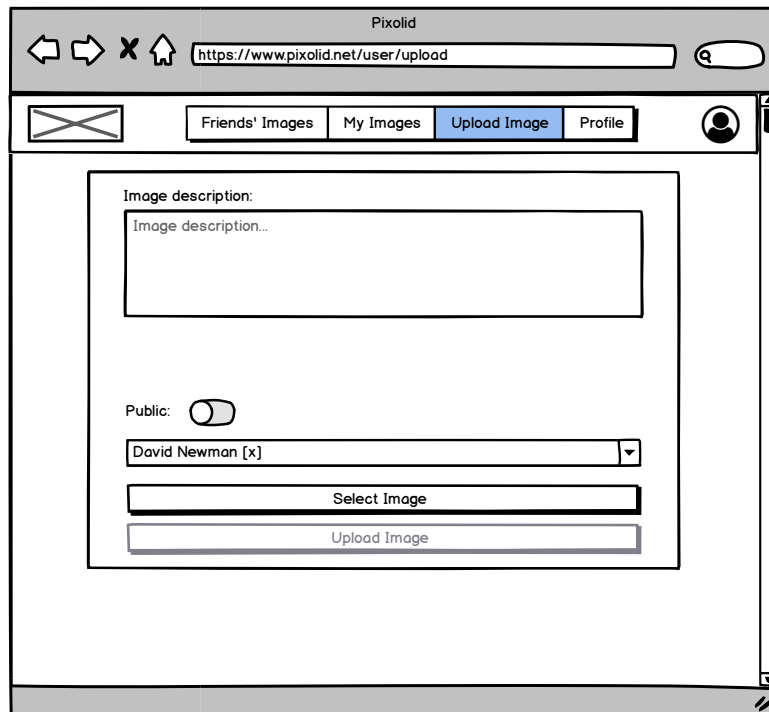 Pixolid
https://www.pixolid.net/user/upload
Friends' Images My Images Upload Image Profile
Image description:
Image description...
Public:
David Newman [x]
Select Image
Upload Image